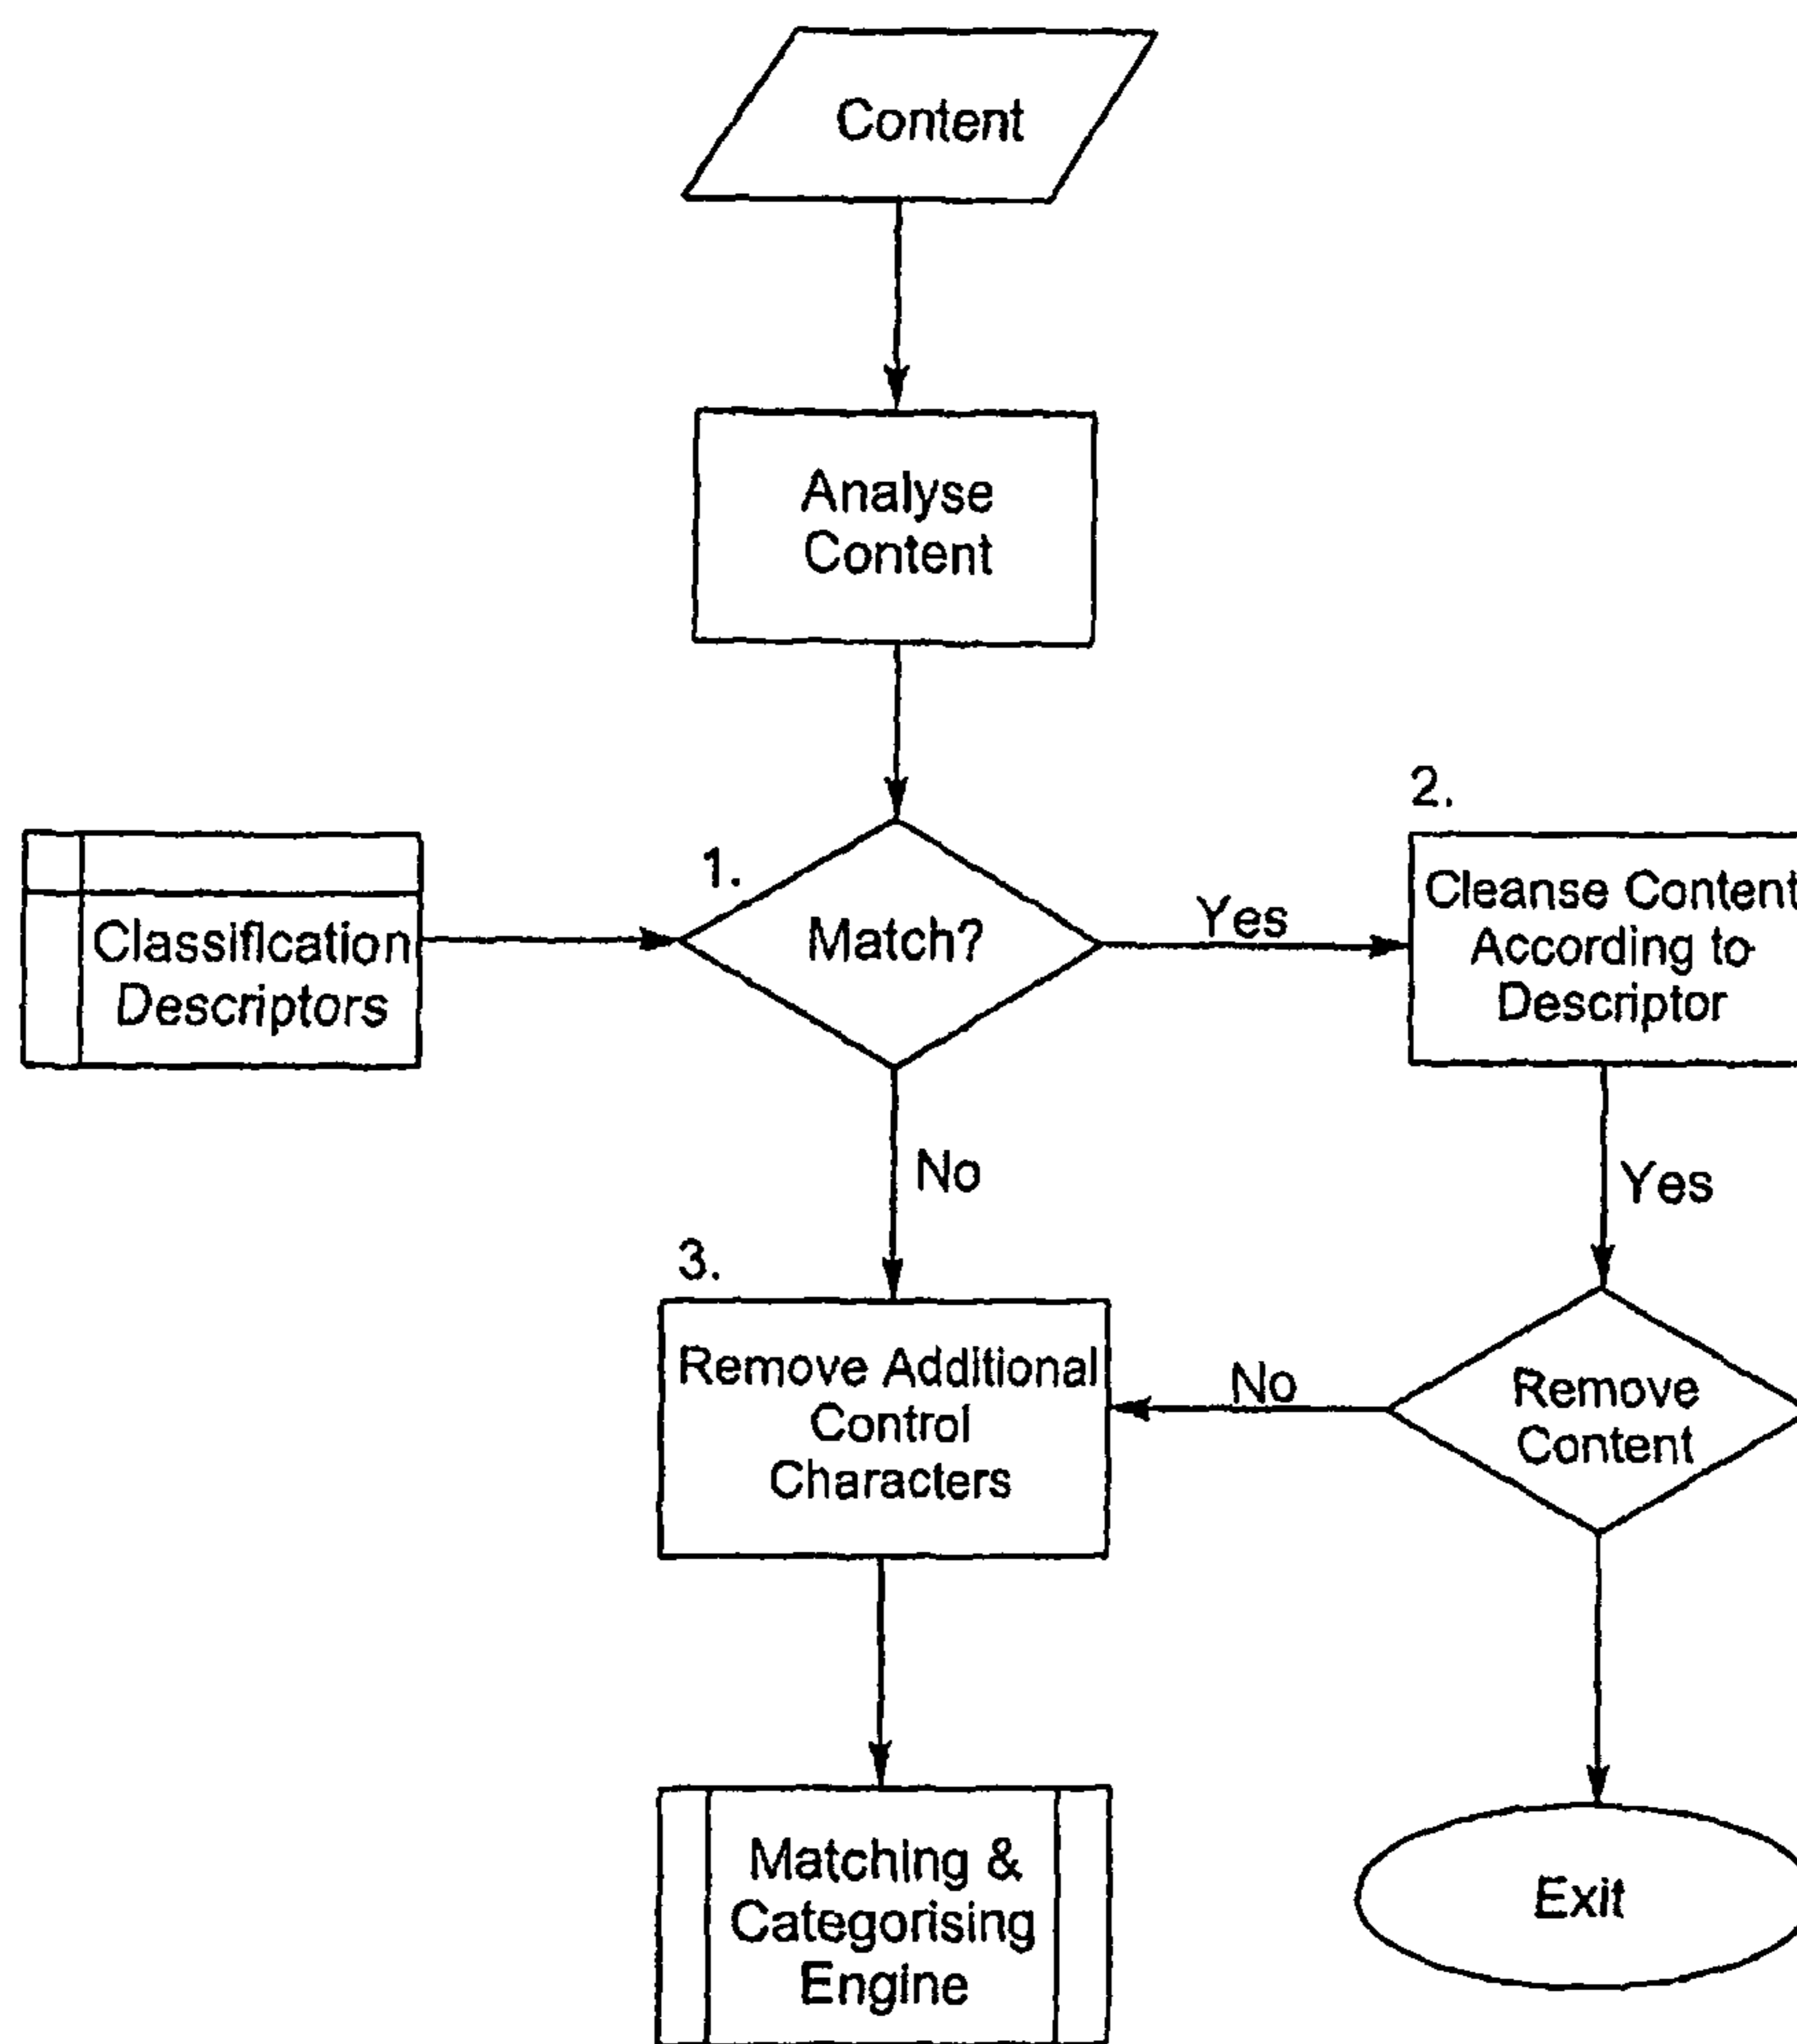 Content
Analyse
Content
1.
Match?
Classification
Descriptors
Yes
2.
Cleanse Content
According to
Descriptor
No
Yes
3.
Remove Additional
Control
Characters
No
Remove
Content
Matching &
Categorising
Engine
Exit